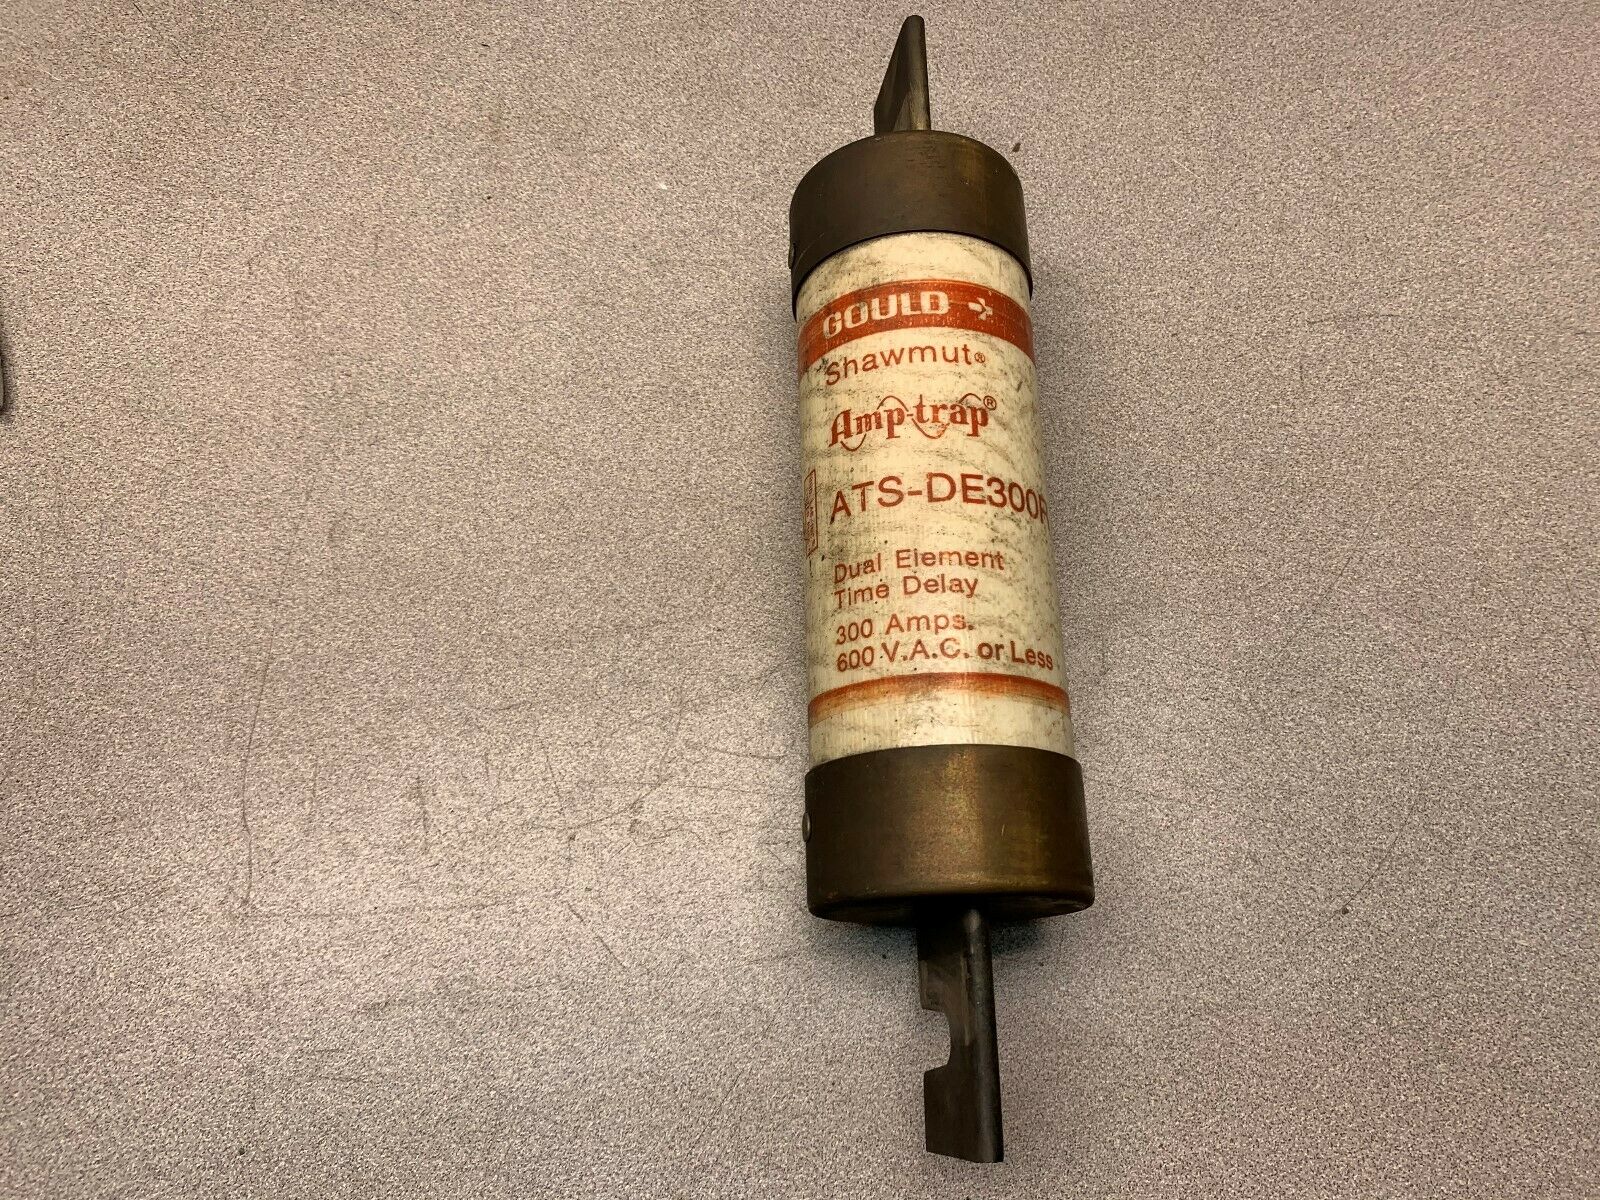 GOULD
Shawmut®
Amp-trap®
ATS-DE300R
Dual Element
Time Delay
300 Amps.
600 V.A.C. or Less